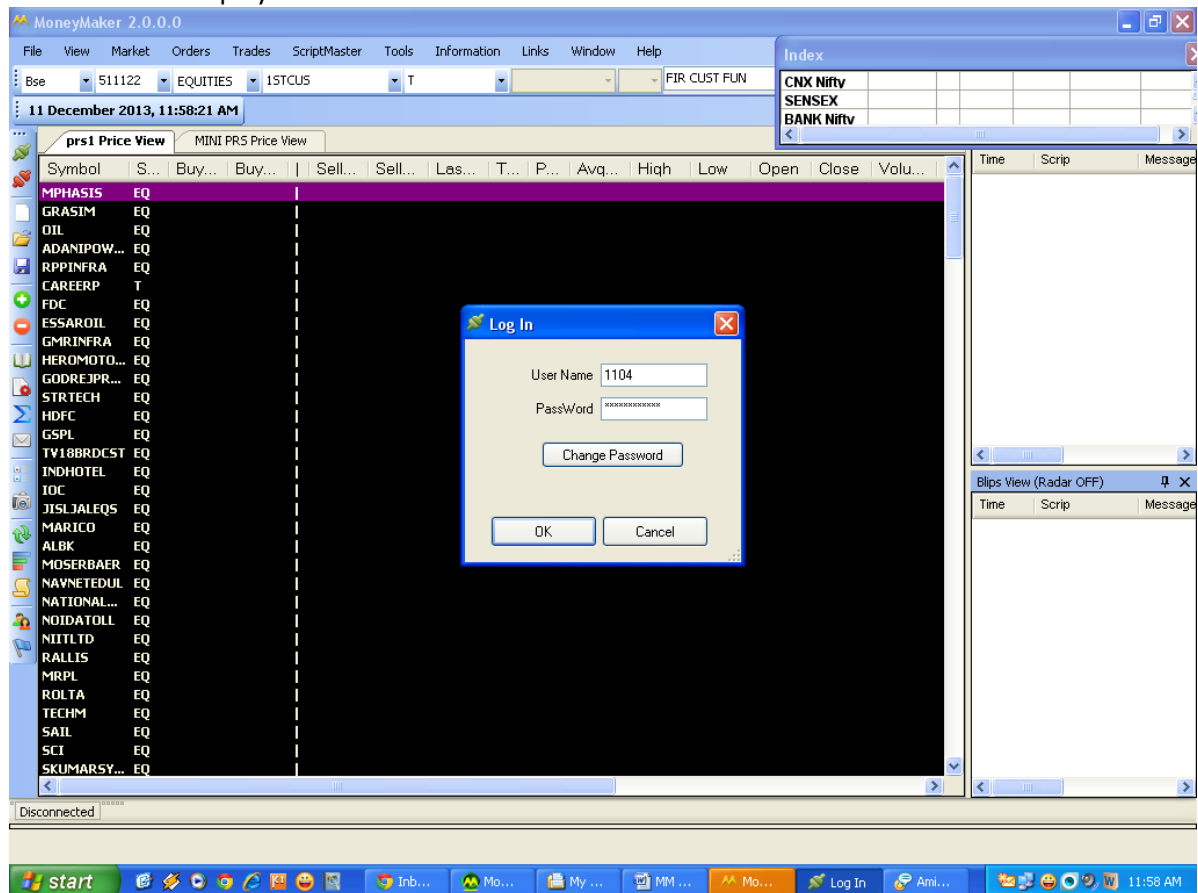 MoneyMaker 2.0.0.0
File View Market Orders Trades ScriptMaster Tools Information Links Window Help
Bse 511122 EQUITIES 1STCUS T FIR CUST FUN
11 December 2013, 11:58:21 AM
Index
CNX Nifty
SENSEX
BANK Nifty
prs1 Price View MINI PRS Price View
Symbol S... Buy... Buy... | Sell... Sell... Las... T... P... Avg... High Low Open Close Volu...
MPHASIS EQ |
GRASIM EQ |
OIL EQ |
ADANIPOW... EQ |
RPPINFRA EQ |
CAREERP T |
FDC EQ |
ESSAROIL EQ |
GMRINFRA EQ |
HEROMOTO... EQ |
GODREJPR... EQ |
STRTECH EQ |
HDFC EQ |
GSPL EQ |
TV18BRDCST EQ |
INDHOTEL EQ |
IOC EQ |
JISLJALEQS EQ |
MARICO EQ |
ALBK EQ |
MOSERBAER EQ |
NAVNETEDUL EQ |
NATIONAL... EQ |
NOIDATOLL EQ |
NIITLTD EQ |
RALLIS EQ |
MRPL EQ |
ROLTA EQ |
TECHM EQ |
SAIL EQ |
SCI EQ |
SKUMARSY... EQ |
Log In
User Name 1104
PassWord xxxxxxxxxxxx
Change Password
OK Cancel
Time Scrip Message
Blips View (Radar OFF)
Time Scrip Message
Disconnected
start Inb... Mo... My ... MM ... Mo... Log In Ami... 11:58 AM